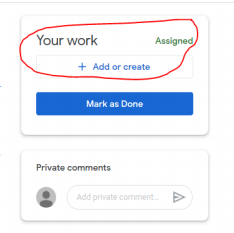 Your work Assigned
+ Add or create
Mark as Done
Private comments
Add private comment...